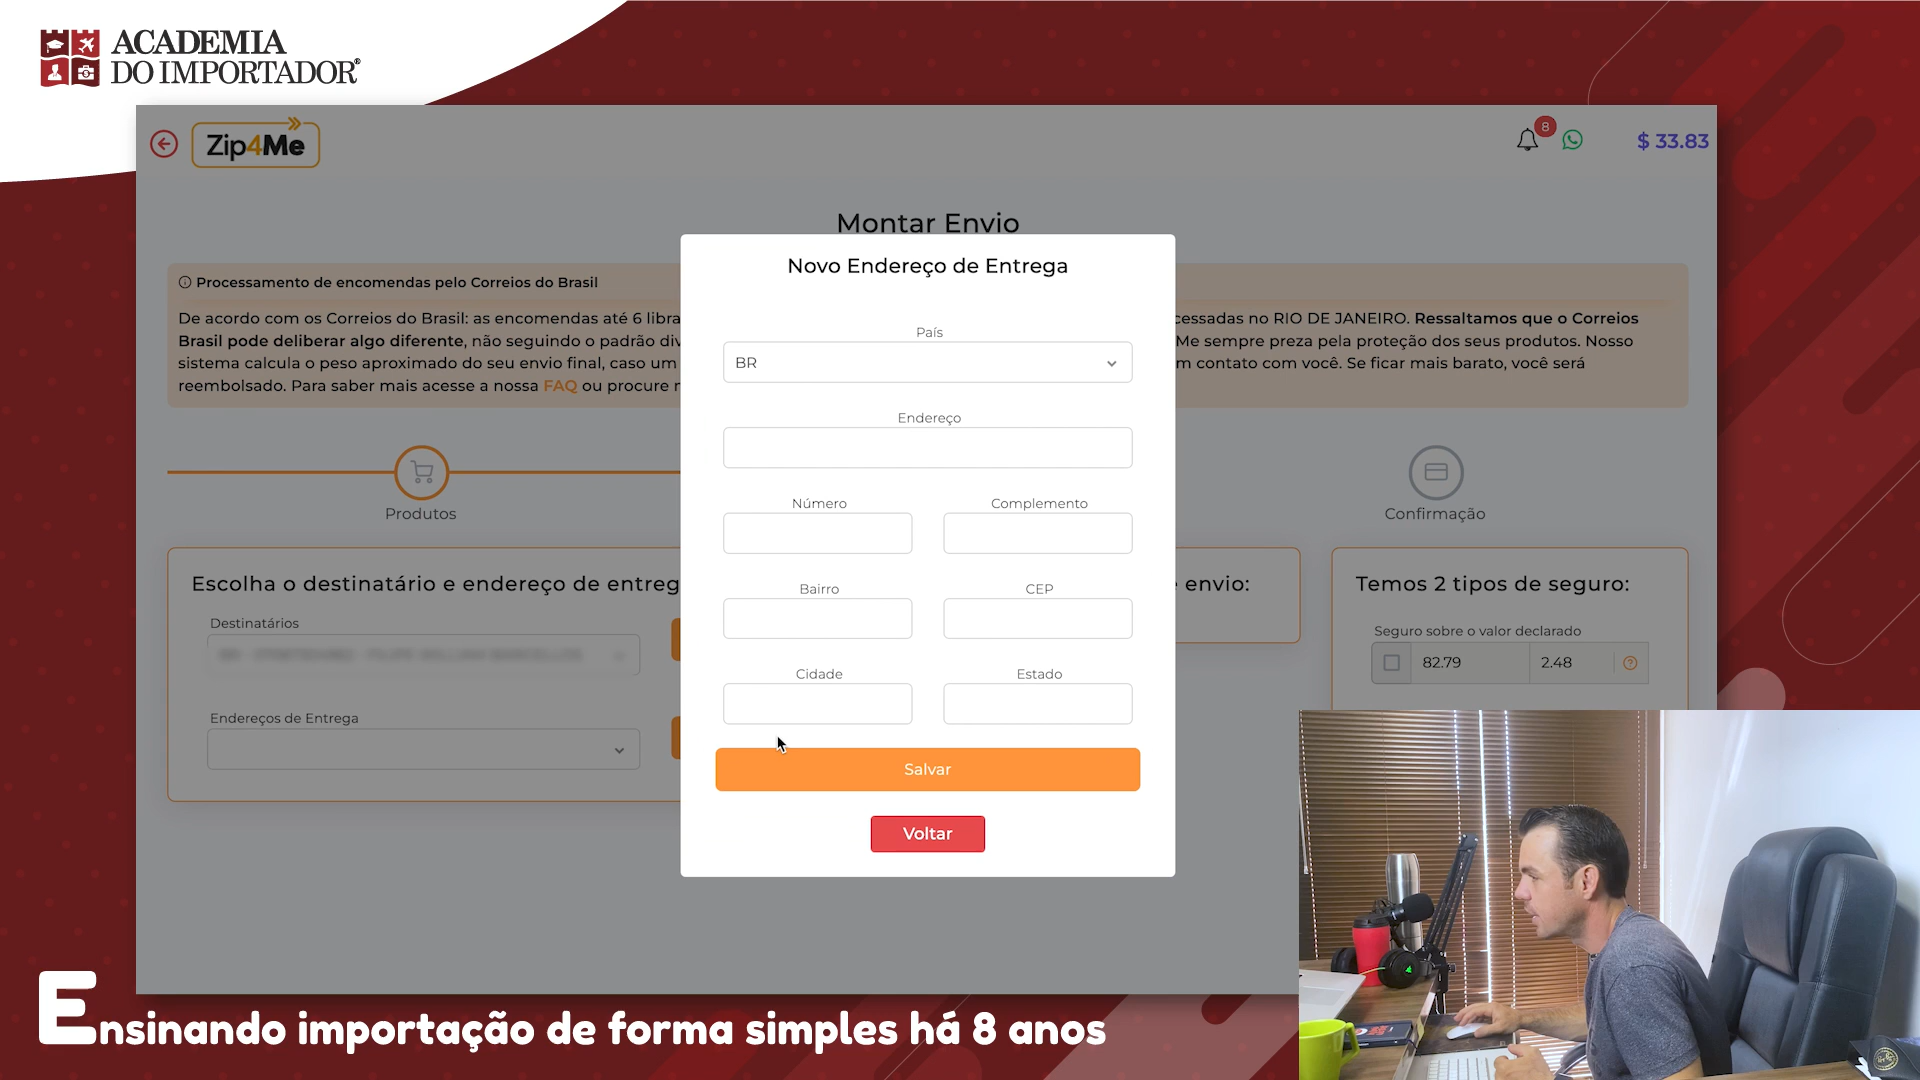 ACADEMIA
DO IMPORTADOR®
Zip4Me
8
$ 33.83
Montar Envio
Processamento de encomendas pelo Correios do Brasil
De acordo com os Correios do Brasil: as encomendas até 6 libra
cessadas no RIO DE JANEIRO. Ressaltamos que o Correios
Brasil pode deliberar algo diferente, não seguindo o padrão div
Me sempre preza pela proteção dos seus produtos. Nosso
sistema calcula o peso aproximado do seu envio final, caso um
m contato com você. Se ficar mais barato, você será
reembolsado. Para saber mais acesse a nossa FAQ ou procure
Novo Endereço de Entrega
País
BR
Endereço
Número
Complemento
Bairro
CEP
Cidade
Estado
Salvar
Voltar
Produtos
Confirmação
Escolha o destinatário e endereço de entreg
envio:
Temos 2 tipos de seguro:
Destinatários
Endereços de Entrega
Seguro sobre o valor declarado
82.79
2.48
Ensinando importação de forma simples há 8 anos